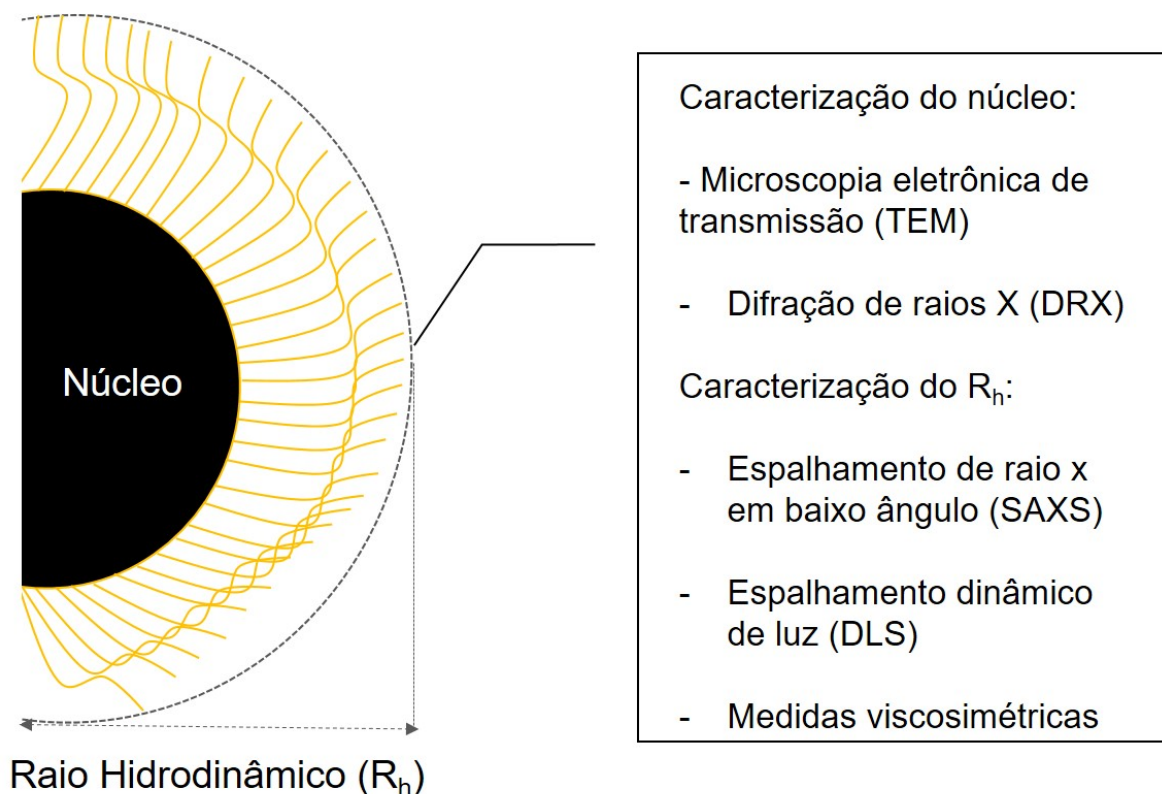 Núcleo
Raio Hidrodinâmico (Rh)
Caracterização do núcleo:
- Microscopia eletrônica de
transmissão (TEM)
- Difração de raios X (DRX)
Caracterização do Rh:
- Espalhamento de raio x
em baixo ângulo (SAXS)
- Espalhamento dinâmico
de luz (DLS)
- Medidas viscosimétricas